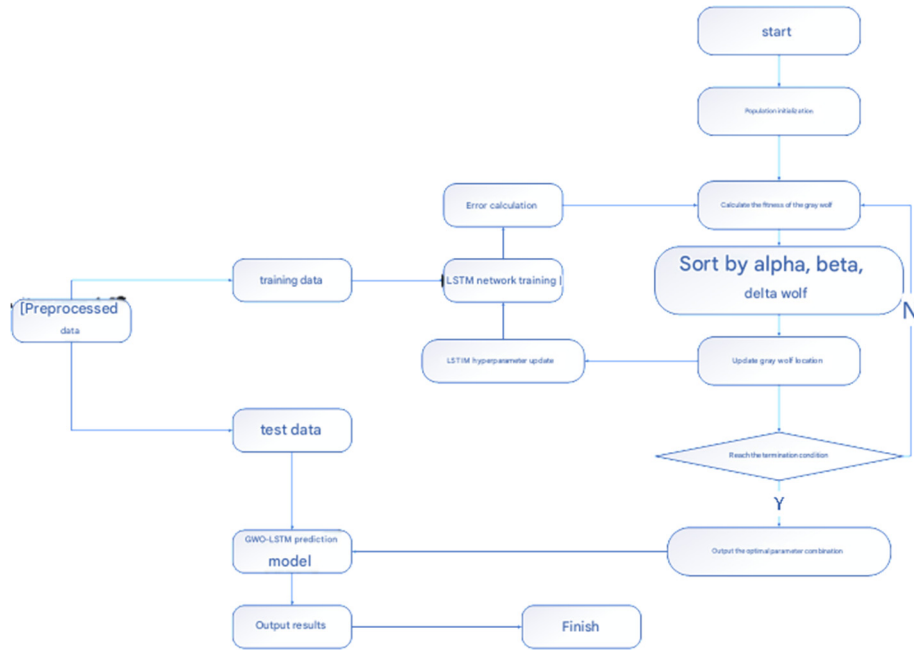 start
Population initialization
Error calculation
Calculate the fitness of the gray wolf
Sort by alpha, beta,
delta wolf
training data
LSTM network training |
[Preprocessed
data
N
LSTIM hyperparameter update
Update gray wolf location
test data
Reach the termination condition
Y
GWO-LSTM prediction
model
Output the optimal parameter combination
Output results
Finish